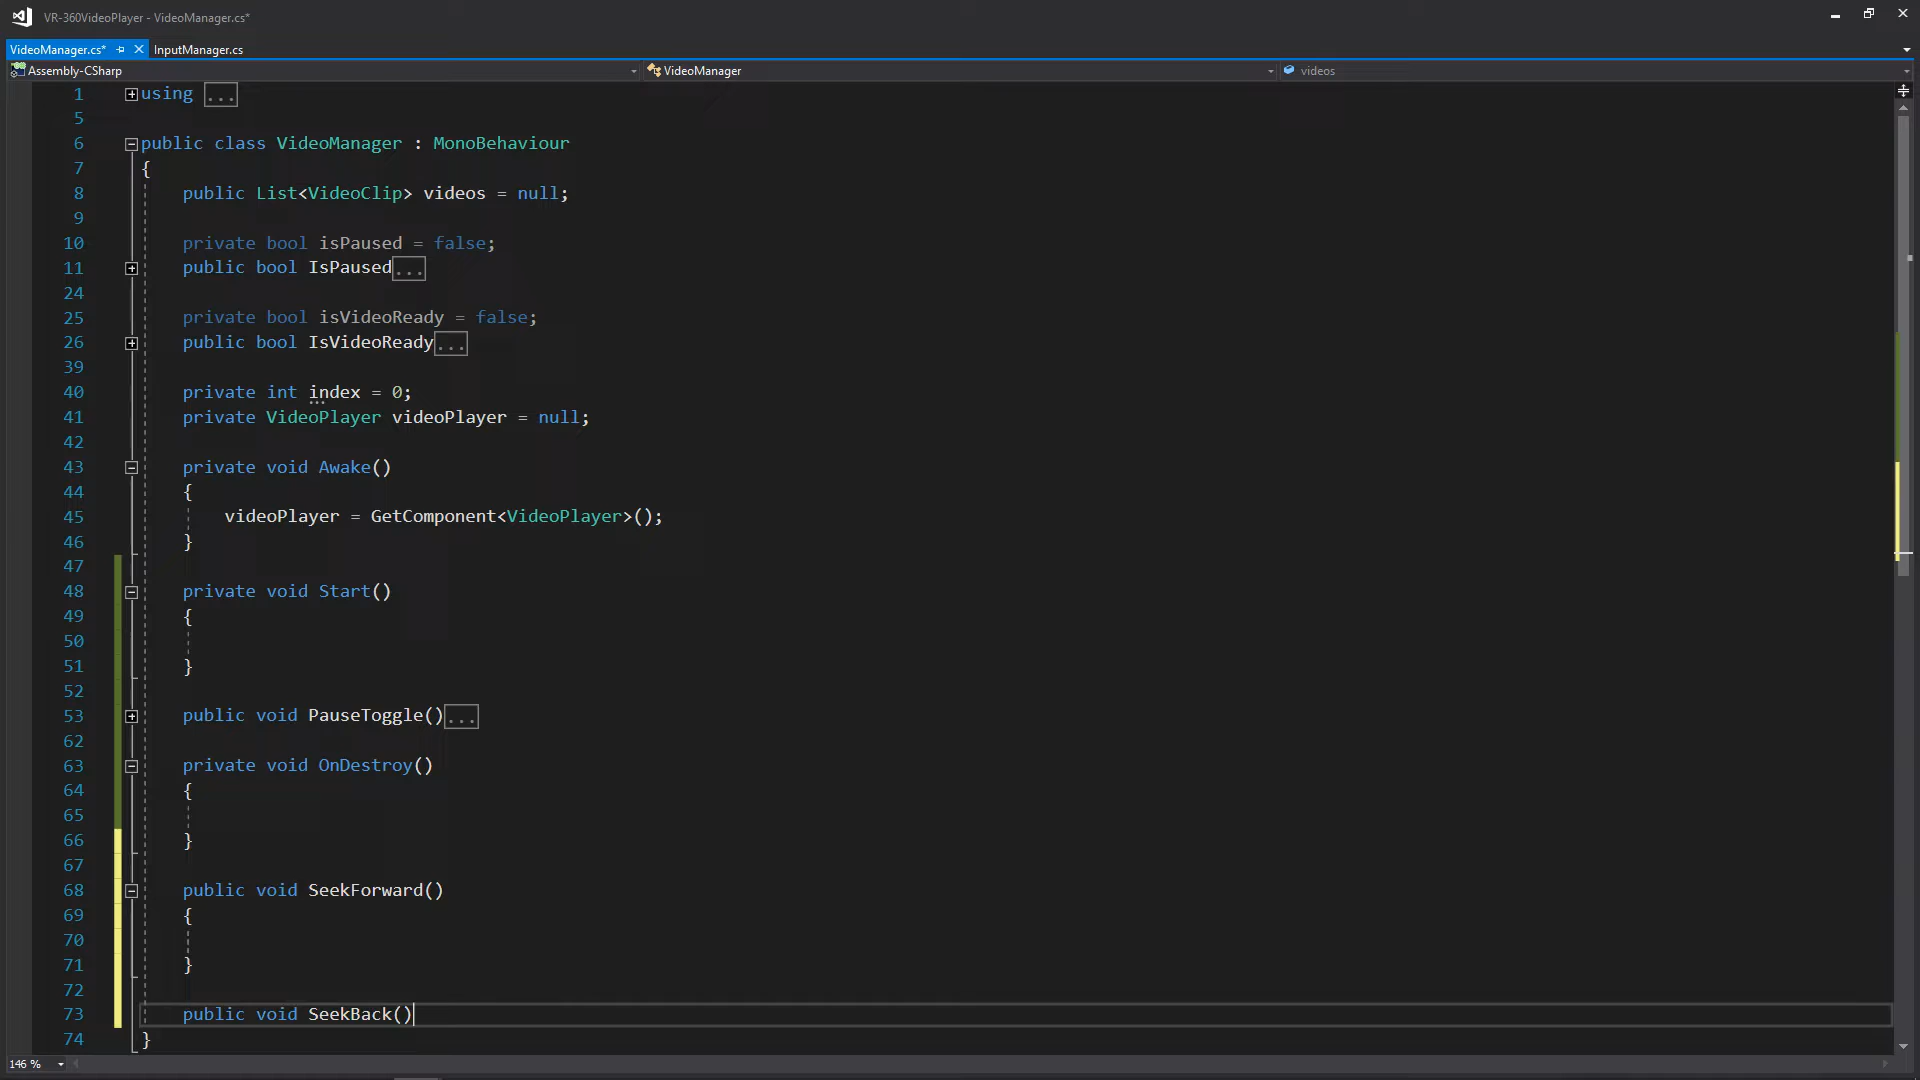 VR-360VideoPlayer - VideoManager.cs*
VideoManager.cs* InputManager.cs
Assembly-CSharp VideoManager videos
1 using ...
5
6 public class VideoManager : MonoBehaviour
7 {
8 public List<VideoClip> videos = null;
9
10 private bool isPaused = false;
11 public bool IsPaused...
24
25 private bool isVideoReady = false;
26 public bool IsVideoReady...
39
40 private int index = 0;
41 private VideoPlayer videoPlayer = null;
42
43 private void Awake()
44 {
45 videoPlayer = GetComponent<VideoPlayer>();
46 }
47
48 private void Start()
49 {
50
51 }
52
53 public void PauseToggle()...
62
63 private void OnDestroy()
64 {
65
66 }
67
68 public void SeekForward()
69 {
70
71 }
72
73 public void SeekBack()
74 }
146 %